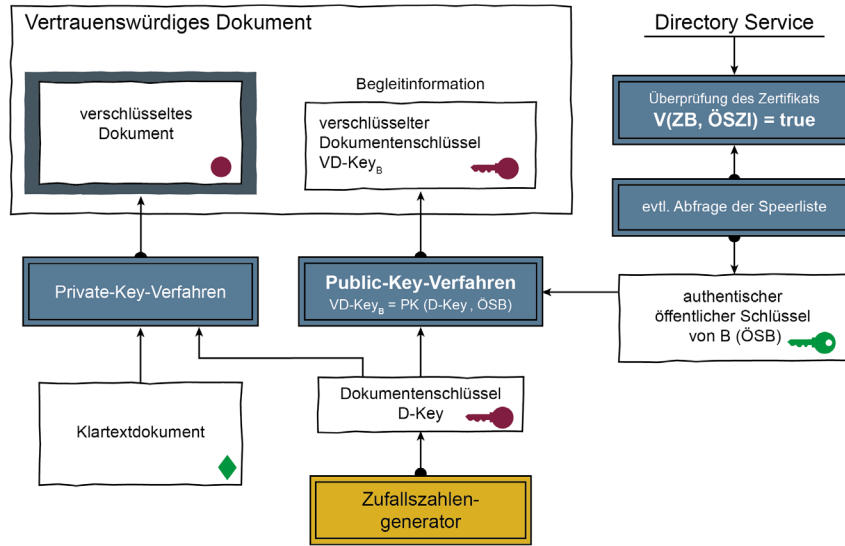 Vertrauenswürdiges Dokument
verschlüsseltes
Dokument
Begleitinformation
verschlüsselter
Dokumentenschlüssel
VD-Key_B
Directory Service
Überprüfung des Zertifikats
V(ZB, ÖSZI) = true
evtl. Abfrage der Speerliste
Private-Key-Verfahren
Public-Key-Verfahren
VD-Key_B = PK (D-Key, ÖSB)
authentischer
öffentlicher Schlüssel
von B (ÖSB)
Klartextdokument
Dokumentenschlüssel
D-Key
Zufallszahlen-
generator